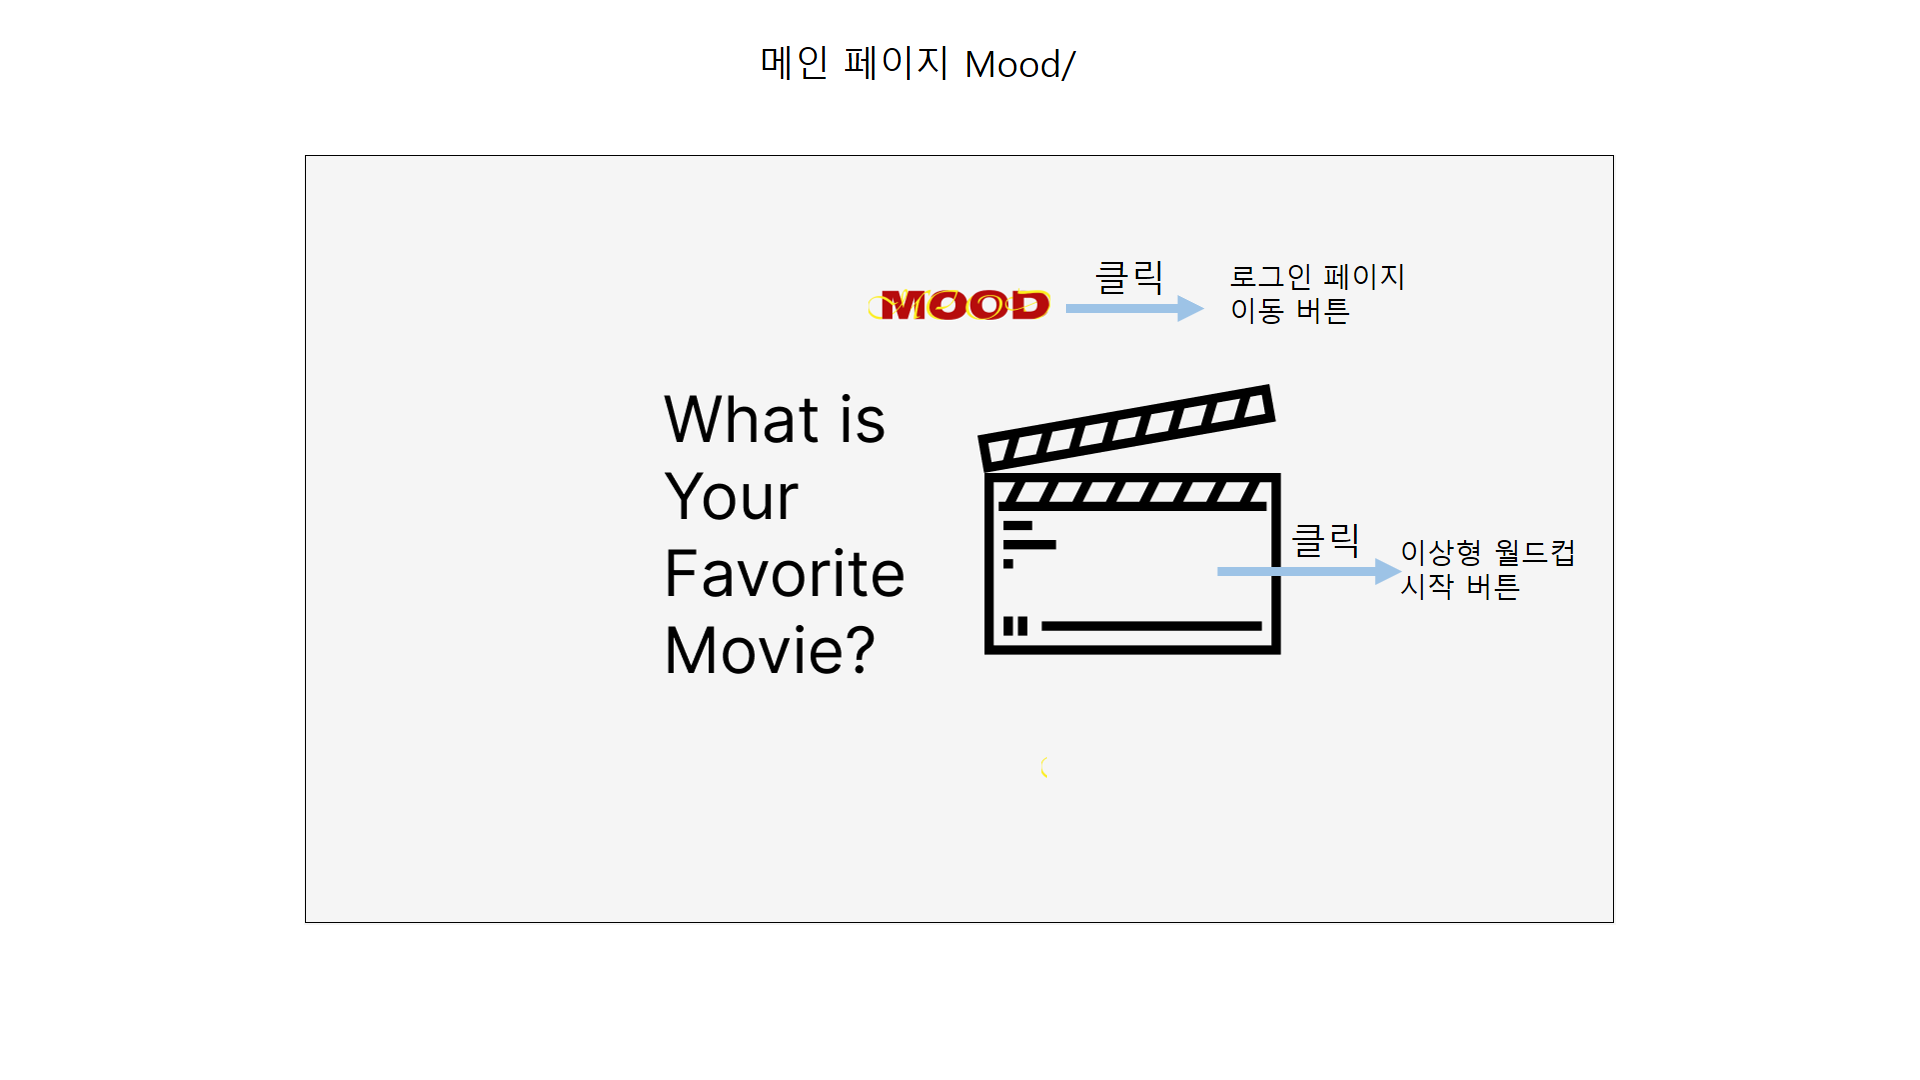 메인 페이지 Mood/
MOOD
클릭
로그인 페이지
이동 버튼
What is
Your
Favorite
Movie?
클릭
이상형 월드컵
시작 버튼